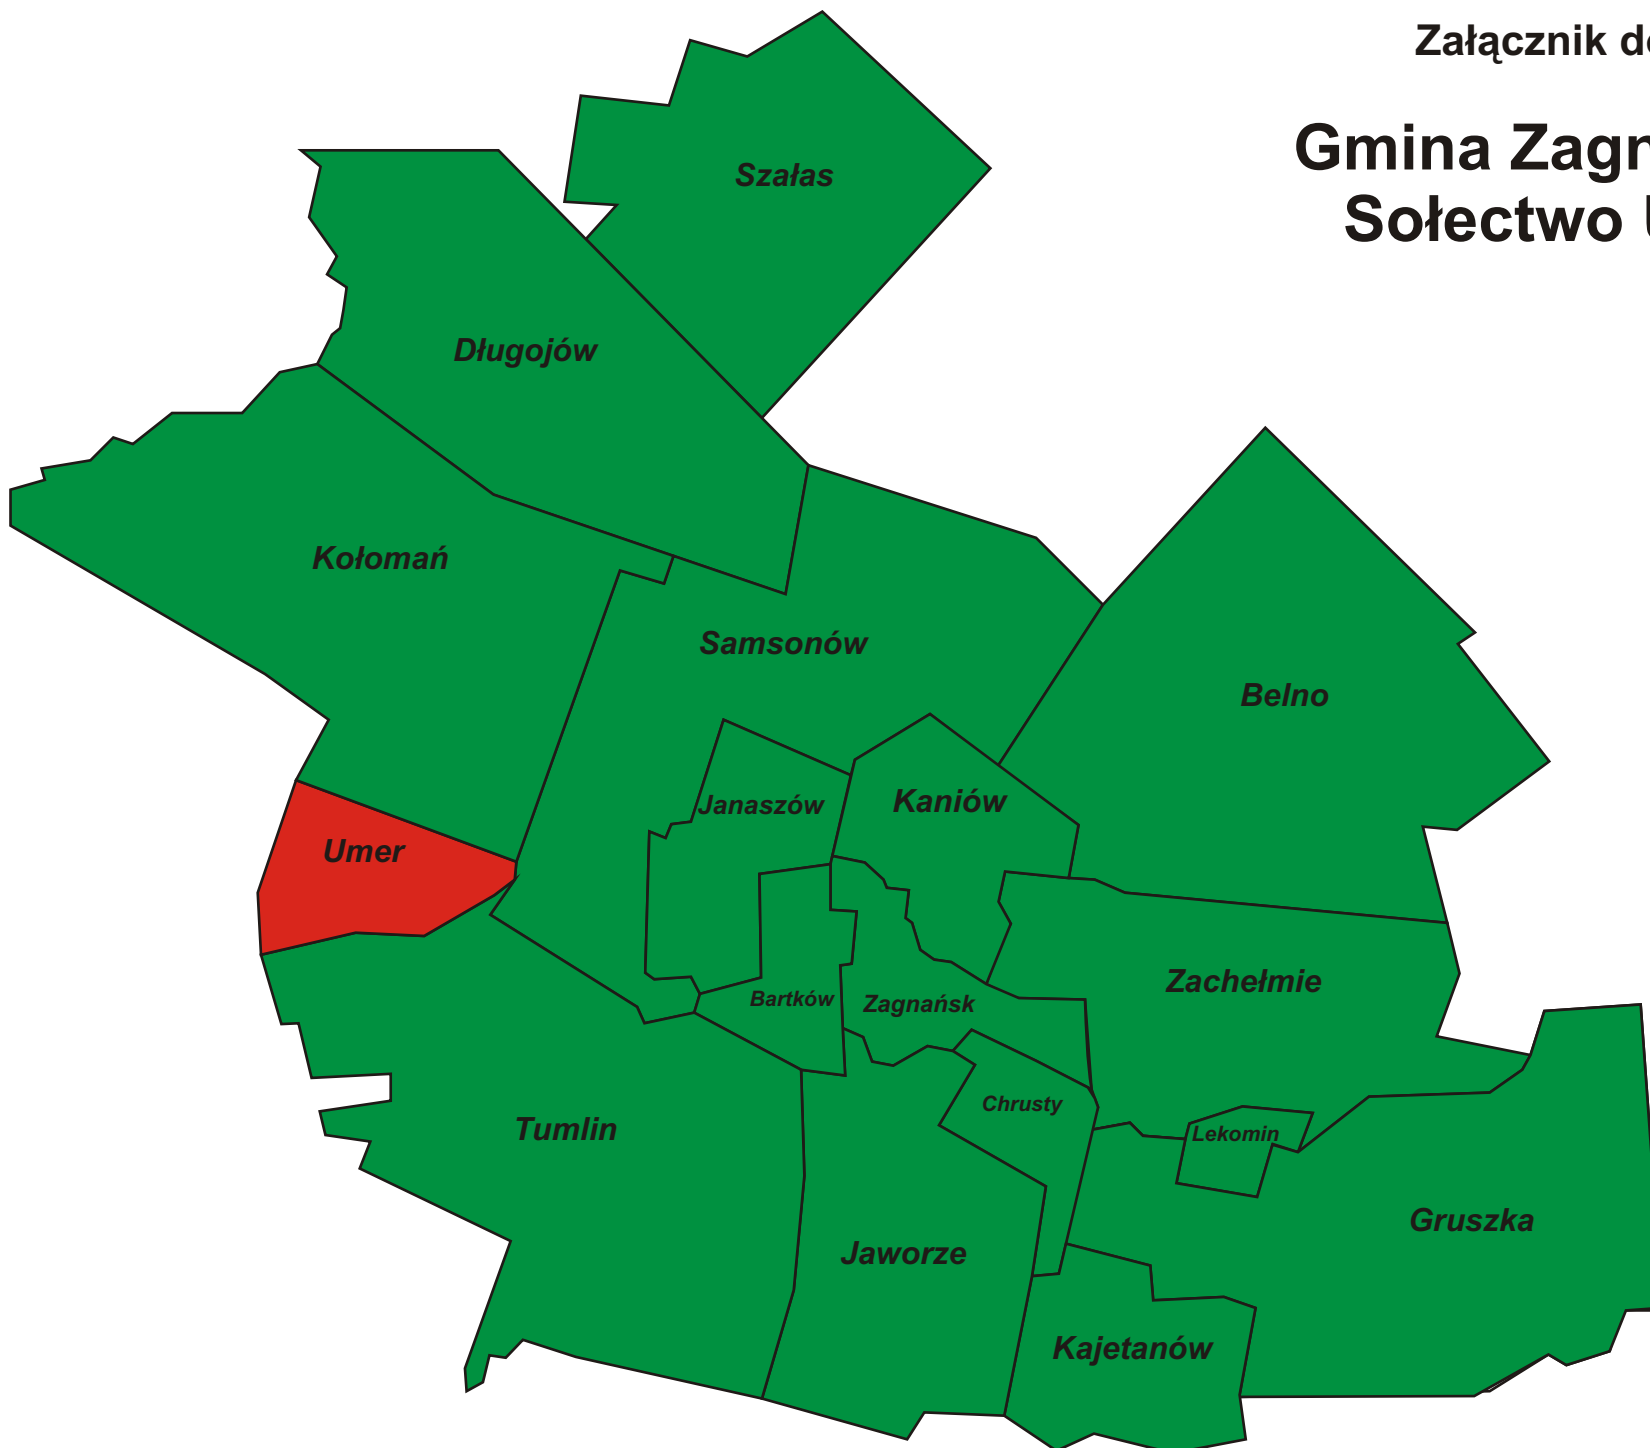 Załącznik do
Gmina Zagn
Sołectwo U
Szałas
Długojów
Kołomań
Samsonów
Belno
Janaszów
Kaniów
Umer
Zachełmie
Bartków
Zagnańsk
Chrusty
Tumlin
Lekomin
Gruszka
Jaworze
Kajetanów